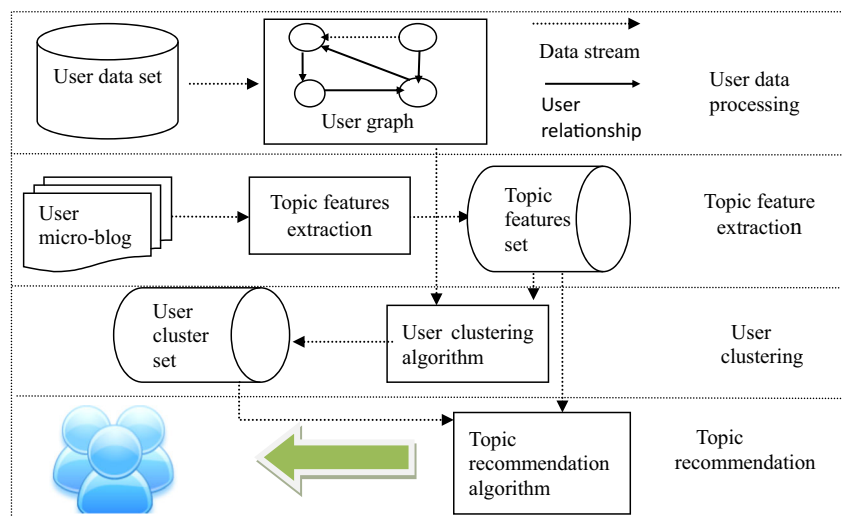 User data set
User graph
Data stream
User
relationship
User data
processing
User
micro-blog
Topic features
extraction
Topic
features
set
Topic feature
extraction
User
cluster
set
User clustering
algorithm
User
clustering
Topic
recommendation
algorithm
Topic
recommendation